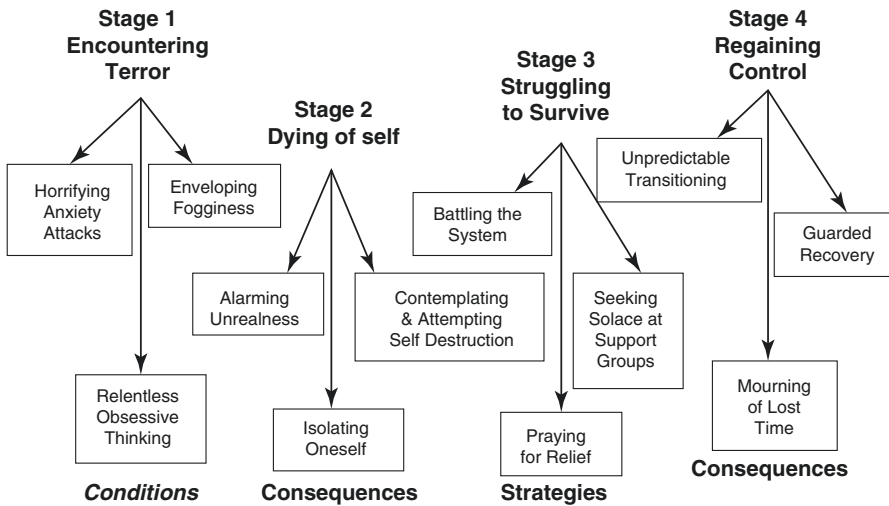 Stage 1
Encountering
Terror
Horrifying
Anxiety
Attacks
Enveloping
Fogginess
Relentless
Obsessive
Thinking
Conditions
Stage 2
Dying of self
Alarming
Unrealness
Contemplating
& Attempting
Self Destruction
Isolating
Oneself
Consequences
Stage 3
Struggling
to Survive
Battling the
System
Seeking
Solace at
Support
Groups
Praying
for Relief
Strategies
Stage 4
Regaining
Control
Unpredictable
Transitioning
Guarded
Recovery
Mourning
of Lost
Time
Consequences